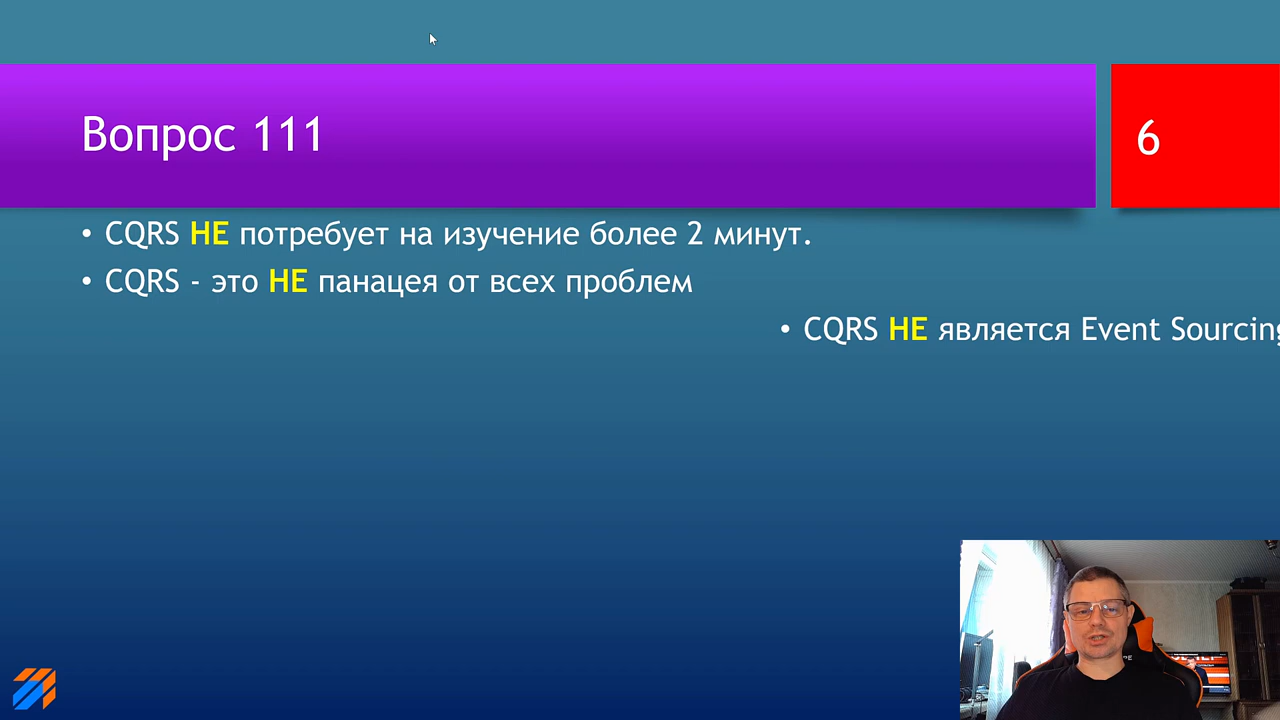 Вопрос 111
6
• CQRS НЕ потребует на изучение более 2 минут.
• CQRS - это НЕ панацея от всех проблем
• CQRS НЕ является Event Sourcing